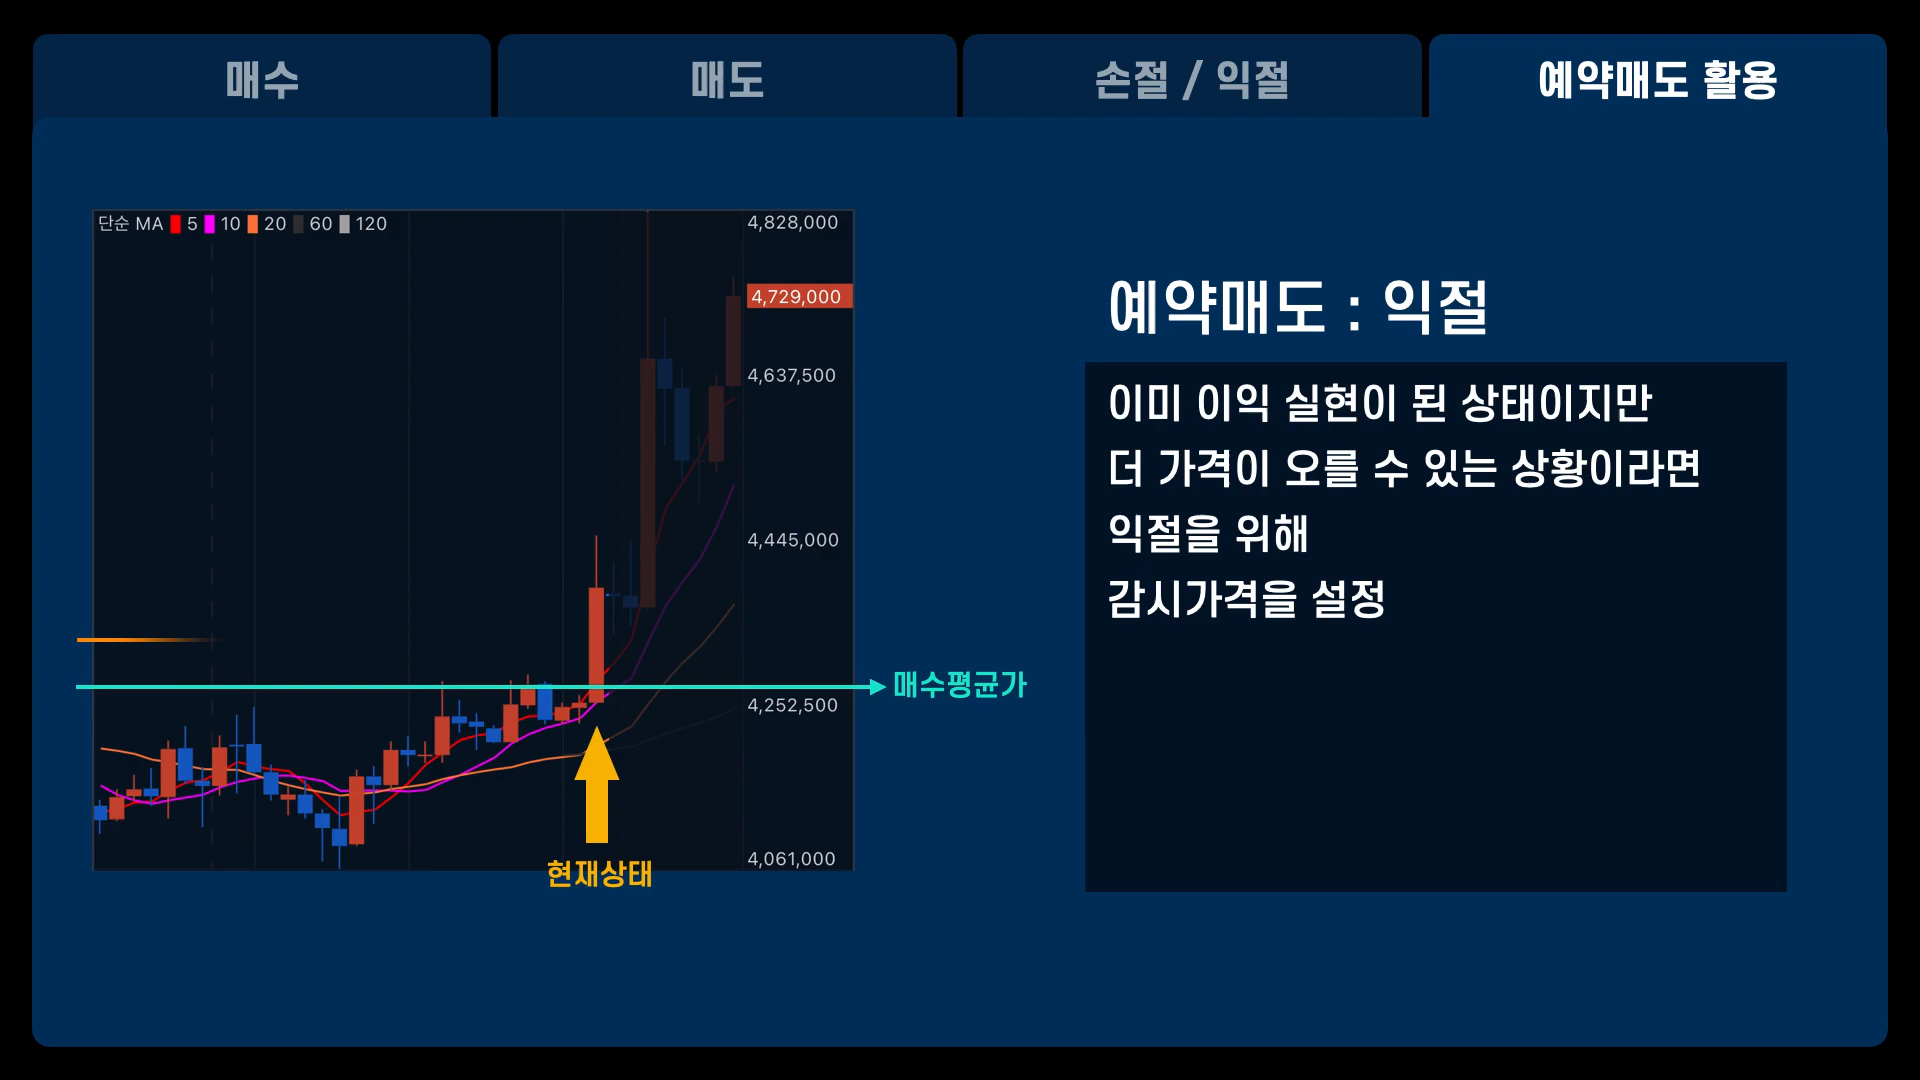 매수
매도
손절 / 익절
예약매도 활용
단순 MA 5 10 20 60 120
4,828,000
4,729,000
4,637,500
4,445,000
4,252,500
4,061,000
매수평균가
현재상태
예약매도 : 익절
이미 이익 실현이 된 상태이지만
더 가격이 오를 수 있는 상황이라면
익절을 위해
감시가격을 설정